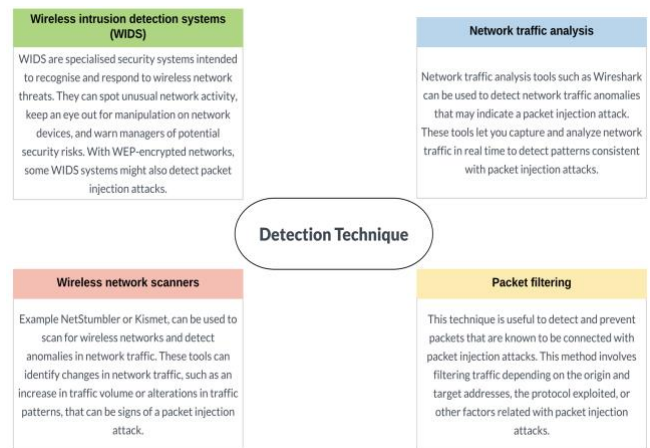 Wireless intrusion detection systems
(WIDS)
WIDS are specialised security systems intended
to recognise and respond to wireless network
threats. They can spot unusual network activity,
keep an eye out for manipulation on network
devices, and warn managers of potential
security risks. With WEP-encrypted networks,
some WIDS systems might also detect packet
injection attacks.
Network traffic analysis
Network traffic analysis tools such as Wireshark
can be used to detect network traffic anomalies
that may indicate a packet injection attack.
These tools let you capture and analyze network
traffic in real time to detect patterns consistent
with packet injection attacks.
Detection Technique
Wireless network scanners
Example NetStumbler or Kismet, can be used to
scan for wireless networks and detect
anomalies in network traffic. These tools can
identify changes in network traffic, such as an
increase in traffic volume or alterations in traffic
patterns, that can be signs of a packet injection
attack.
Packet filtering
This technique is useful to detect and prevent
packets that are known to be connected with
packet injection attacks. This method involves
filtering traffic depending on the origin and
target addresses, the protocol exploited, or
other factors related with packet injection
attacks.